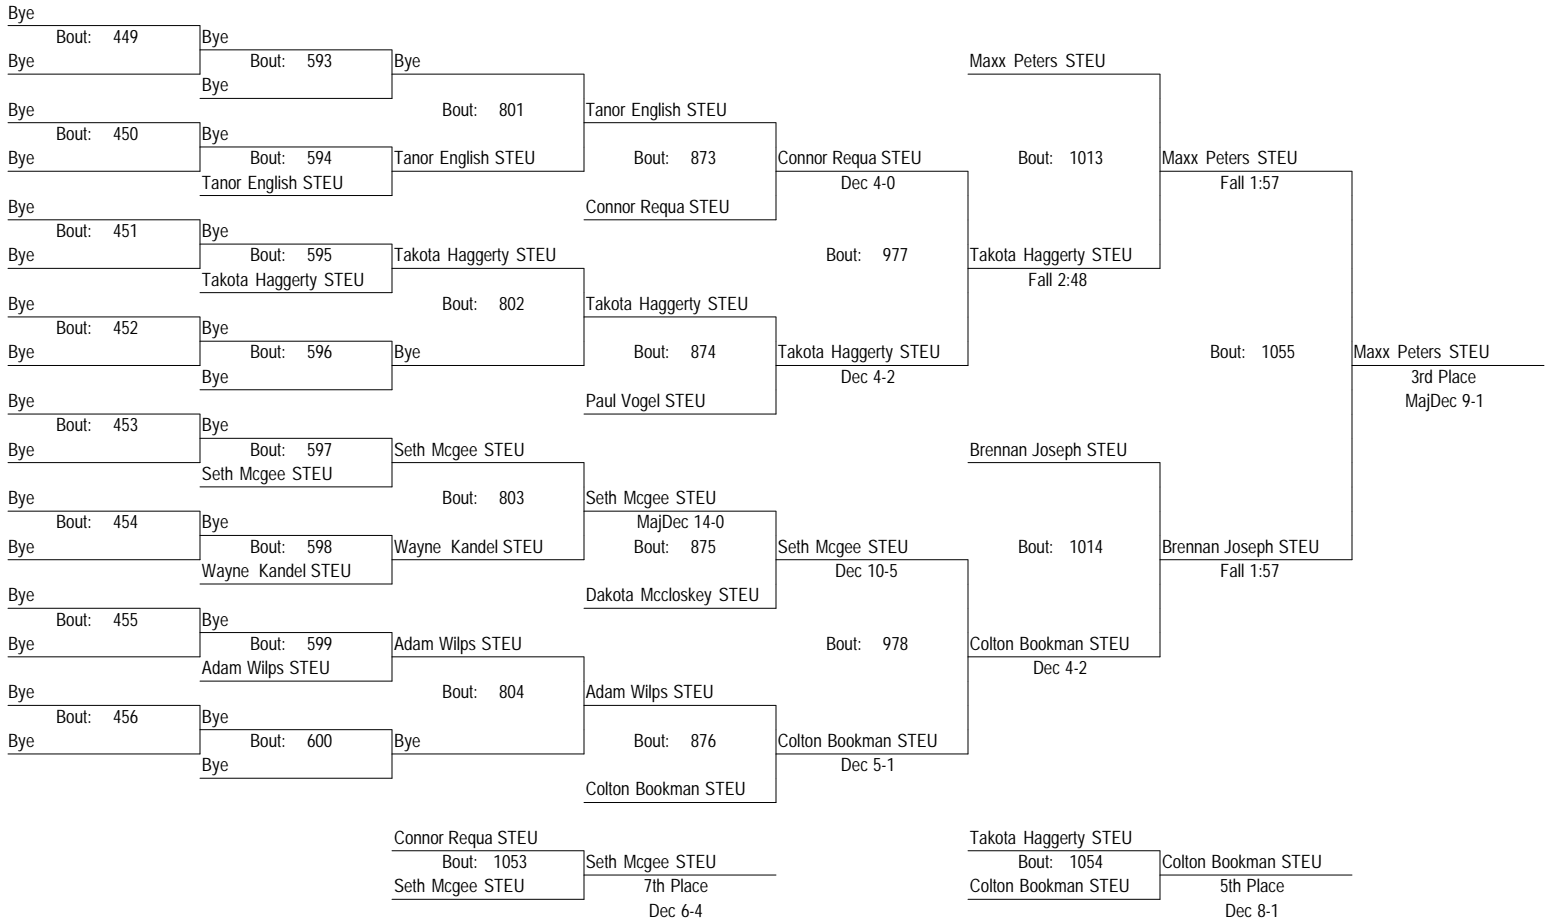 Bye
Bout: 449 Bye
Bye Bout: 593 Bye Maxx Peters STEU
Bye
Bye Bout: 801 Tanor English STEU
Bout: 450 Bye
Bye Bout: 594 Tanor English STEU Bout: 873 Connor Requa STEU Bout: 1013 Maxx Peters STEU
Tanor English STEU Dec 4-0 Fall 1:57
Bye Connor Requa STEU
Bout: 451 Bye
Bye Bout: 595 Takota Haggerty STEU Bout: 977 Takota Haggerty STEU
Takota Haggerty STEU Fall 2:48
Bye Bout: 802 Takota Haggerty STEU
Bout: 452 Bye
Bye Bout: 596 Bye Bout: 874 Takota Haggerty STEU Bout: 1055 Maxx Peters STEU
Bye Dec 4-2 3rd Place
Bye Paul Vogel STEU MajDec 9-1
Bout: 453 Bye
Bye Bout: 597 Seth Mcgee STEU Brennan Joseph STEU
Seth Mcgee STEU
Bye Bout: 803 Seth Mcgee STEU
Bout: 454 Bye MajDec 14-0
Bye Bout: 598 Wayne Kandel STEU Bout: 875 Seth Mcgee STEU Bout: 1014 Brennan Joseph STEU
Wayne Kandel STEU Dec 10-5 Fall 1:57
Bye Dakota Mccloskey STEU
Bout: 455 Bye
Bye Bout: 599 Adam Wilps STEU Bout: 978 Colton Bookman STEU
Adam Wilps STEU Dec 4-2
Bye Bout: 804 Adam Wilps STEU
Bout: 456 Bye
Bye Bout: 600 Bye Bout: 876 Colton Bookman STEU
Bye Dec 5-1
Colton Bookman STEU
Connor Requa STEU Takota Haggerty STEU
Bout: 1053 Seth Mcgee STEU Bout: 1054 Colton Bookman STEU
Seth Mcgee STEU 7th Place Colton Bookman STEU 5th Place
Dec 6-4 Dec 8-1